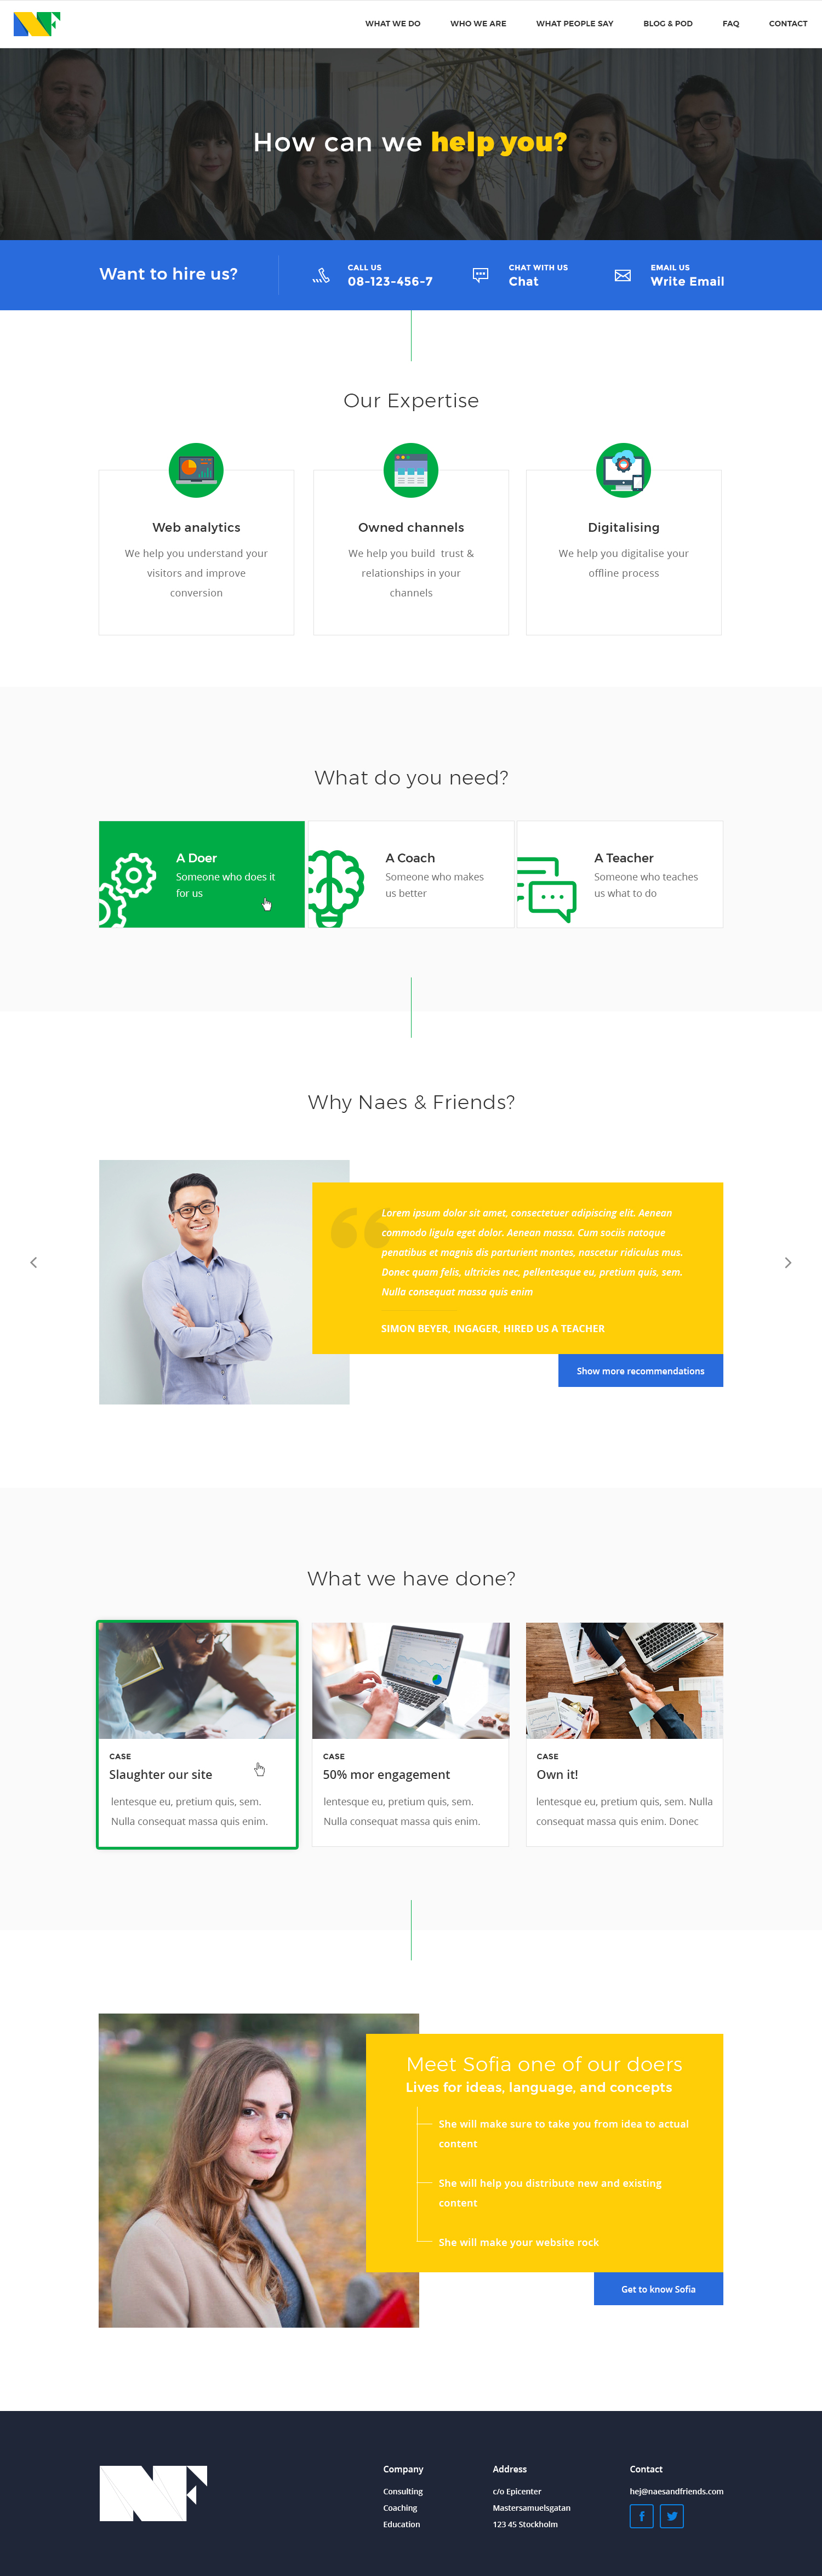 WHAT WE DO
WHO WE ARE
WHAT PEOPLE SAY
BLOG & POD
FAQ
CONTACT
How can we help you?
Want to hire us?
CALL US
08-123-456-7
CHAT WITH US
Chat
EMAIL US
Write Email
Our Expertise
Web analytics
We help you understand your
visitors and improve
conversion
Owned channels
We help you build trust &
relationships in your
channels
Digitalising
We help you digitalise your
offline process
What do you need?
A Doer
Someone who does it
for us
A Coach
Someone who makes
us better
A Teacher
Someone who teaches
us what to do
Why Naes & Friends?
Lorem ipsum dolor sit amet, consectetuer adipiscing elit. Aenean
commodo ligula eget dolor. Aenean massa. Cum sociis natoque
penatibus et magnis dis parturient montes, nascetur ridiculus mus.
Donec quam felis, ultricies nec, pellentesque eu, pretium quis, sem.
Nulla consequat massa quis enim
SIMON BEYER, INGAGER, HIRED US A TEACHER
Show more recommendations
What we have done?
CASE
Slaughter our site
lentesque eu, pretium quis, sem.
Nulla consequat massa quis enim.
CASE
50% mor engagement
lentesque eu, pretium quis, sem.
Nulla consequat massa quis enim.
CASE
Own it!
lentesque eu, pretium quis, sem. Nulla
consequat massa quis enim. Donec
Meet Sofia one of our doers
Lives for ideas, language, and concepts
She will make sure to take you from idea to actual
content
She will help you distribute new and existing
content
She will make your website rock
Get to know Sofia
NF
Company
Consulting
Coaching
Education
Address
c/o Epicenter
Mastersamuelsgatan
123 45 Stockholm
Contact
hej@naesandfriends.com